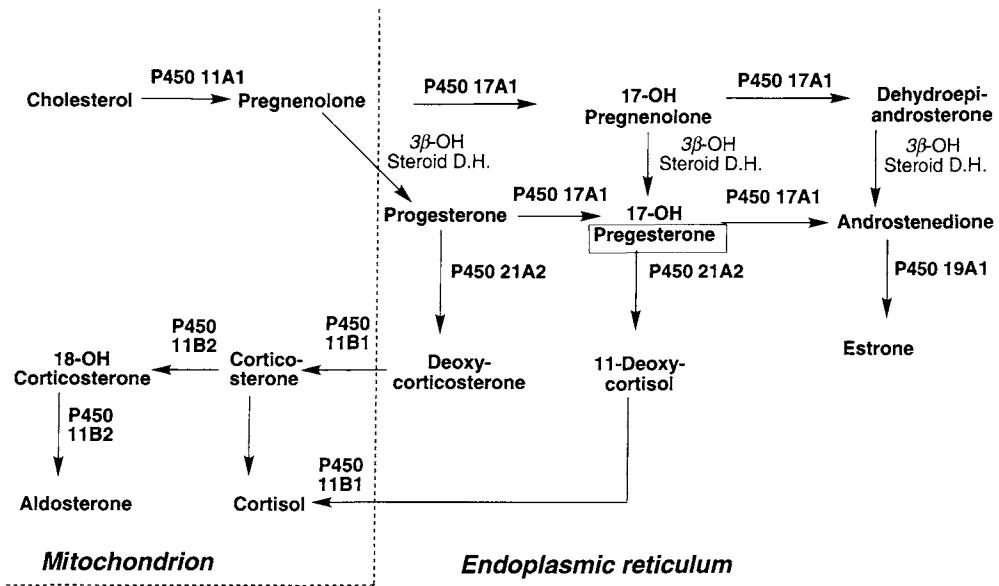 P450 11A1
Cholesterol
Pregnenolone
P450 17A1
17-OH
Pregnenolone
P450 17A1
Dehydroepi-
androsterone
3β-OH
Steroid D.H.
3β-OH
Steroid D.H.
3β-OH
Steroid D.H.
Progesterone
P450 17A1
17-OH
Pregesterone
P450 17A1
Androstenedione
P450 21A2
P450 21A2
P450 19A1
18-OH
Corticosterone
P450
11B2
Cortico-
sterone
P450
11B1
Deoxy-
corticosterone
11-Deoxy-
cortisol
Estrone
P450
11B2
Aldosterone
Cortisol
P450
11B1
Mitochondrion
Endoplasmic reticulum